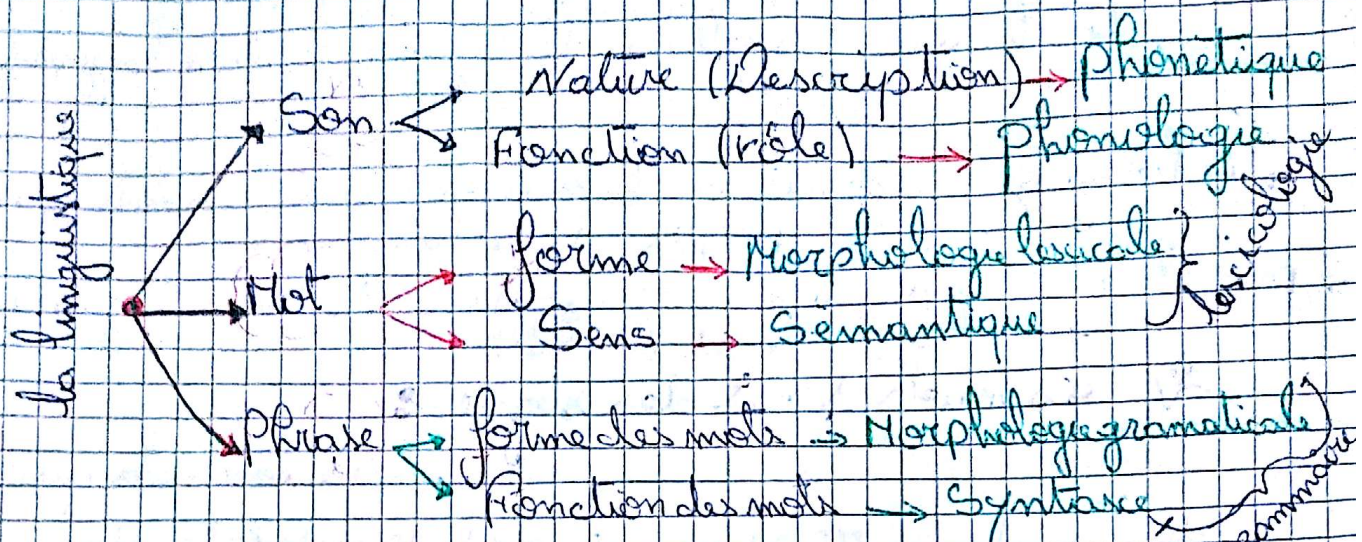 la linguistique
Son
Nature (Description) → Phonétique
Fonction (rôle) → Phonologie
Mot
forme → Morphologie lexicale
Sens → Sémantique
lexicologie
Phrase
forme des mots → Morphologie gramaticale
Fonction des mots → Syntaxe
grammaire